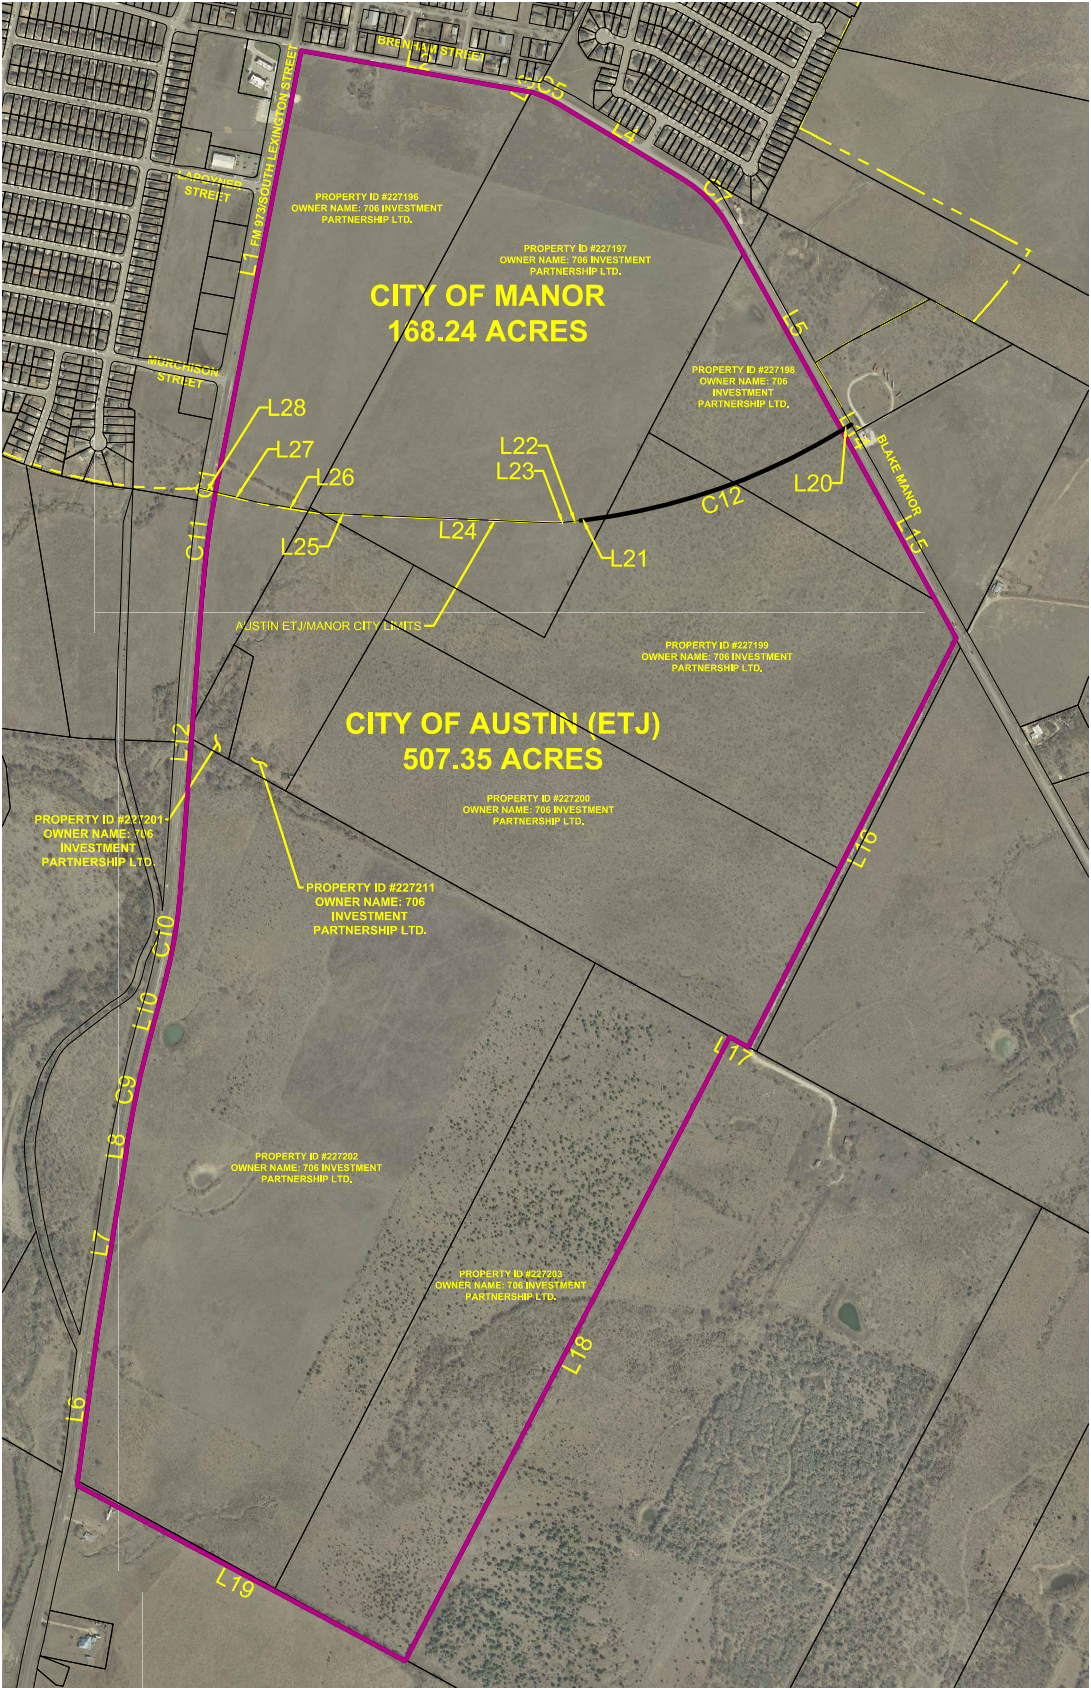 BRENHAM STREET
L2
L3
C5
L4
C7
FM 973/SOUTH LEXINGTON STREET
L1
LAPOYNER
STREET
PROPERTY ID #227196
OWNER NAME: 706 INVESTMENT
PARTNERSHIP LTD.
PROPERTY ID #227197
OWNER NAME: 706 INVESTMENT
PARTNERSHIP LTD.
CITY OF MANOR
168.24 ACRES
L5
MURCHISON
STREET
PROPERTY ID #227198
OWNER NAME: 706
INVESTMENT
PARTNERSHIP LTD.
L28
L27
L26
L22
L23
L14
BLAKE MANOR
L20
C1
C12
C11
L25
L24
L21
L15
AUSTIN ETJ/MANOR CITY LIMITS
PROPERTY ID #227199
OWNER NAME: 706 INVESTMENT
PARTNERSHIP LTD.
CITY OF AUSTIN (ETJ)
507.35 ACRES
L12
PROPERTY ID #227200
OWNER NAME: 706 INVESTMENT
PARTNERSHIP LTD.
PROPERTY ID #227201
OWNER NAME: 706
INVESTMENT
PARTNERSHIP LTD.
L16
PROPERTY ID #227211
OWNER NAME: 706
INVESTMENT
PARTNERSHIP LTD.
C10
L10
L17
C9
L8
PROPERTY ID #227202
OWNER NAME: 706 INVESTMENT
PARTNERSHIP LTD.
L7
PROPERTY ID #227203
OWNER NAME: 706 INVESTMENT
PARTNERSHIP LTD.
L18
L6
L19